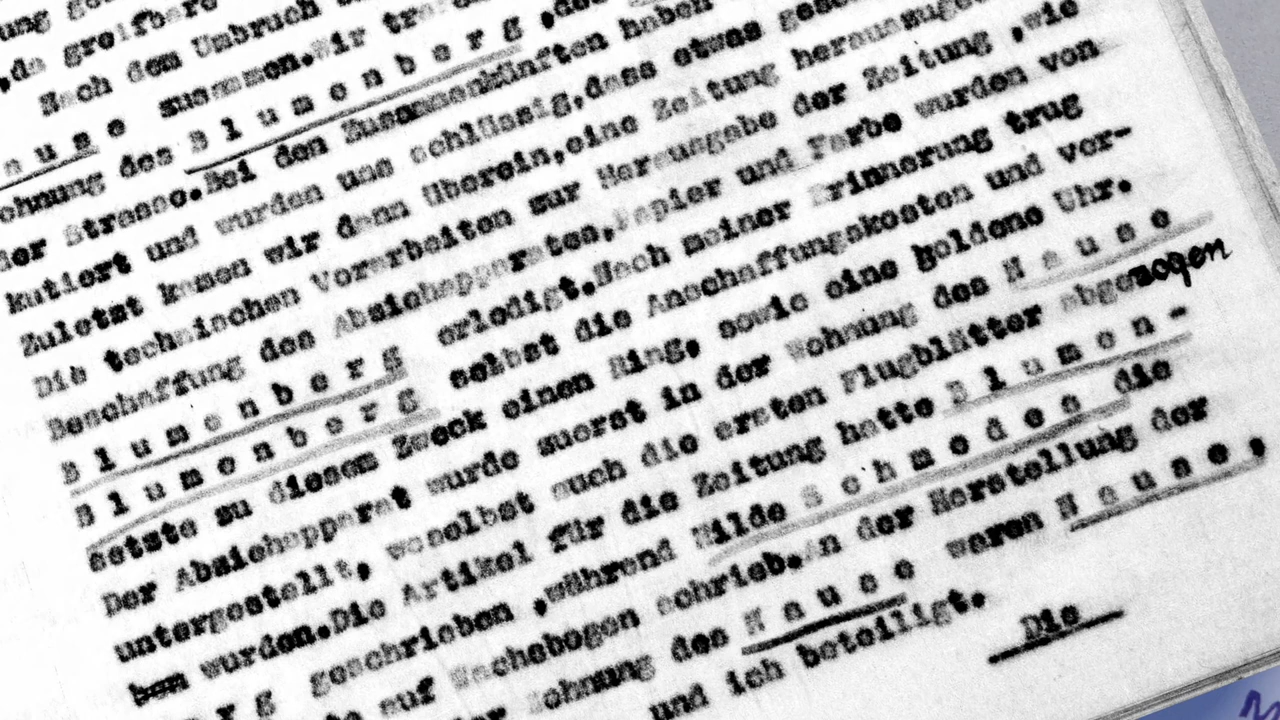 ung
,da greifbare
Nach dem Umbruch
a u s e zusammen.Wir
ohnung des B l u m e n b e r g ,
der Strasse.Bei den Zusammenkünften haben
kutiert und wurden uns schlüssig,dass etwas
Zuletzt kamen wir dann überein,eine Zeitung herauszuge
Die technischen Vorarbeiten zur Herausgabe der Zeitung ,wie
Beschaffung des Abziehapparates,Papier und Farbe wurden von
B l u m e n b e r g erledigt.Nach meiner Erinnerung trug
B l u m e n b e r g selbst die Anschaffungskosten und ver-
setzte zu diesem Zweck einen Ring, sowie eine goldene Uhr.
Der Abziehapparat wurde zuerst in der Wohnung des H a u s e
untergestellt, woselbst auch die ersten Flugblätter abgezogen
ben wurden.Die Artikel für die Zeitung hatte B l u m e n -
r g geschrieben ,während Hilde S c h m e d e s die
auf Wachsbogen schrieb.An der Herstellung der
der Wohnung des H a u s e waren H a u s e ,
und ich beteiligt.
Die